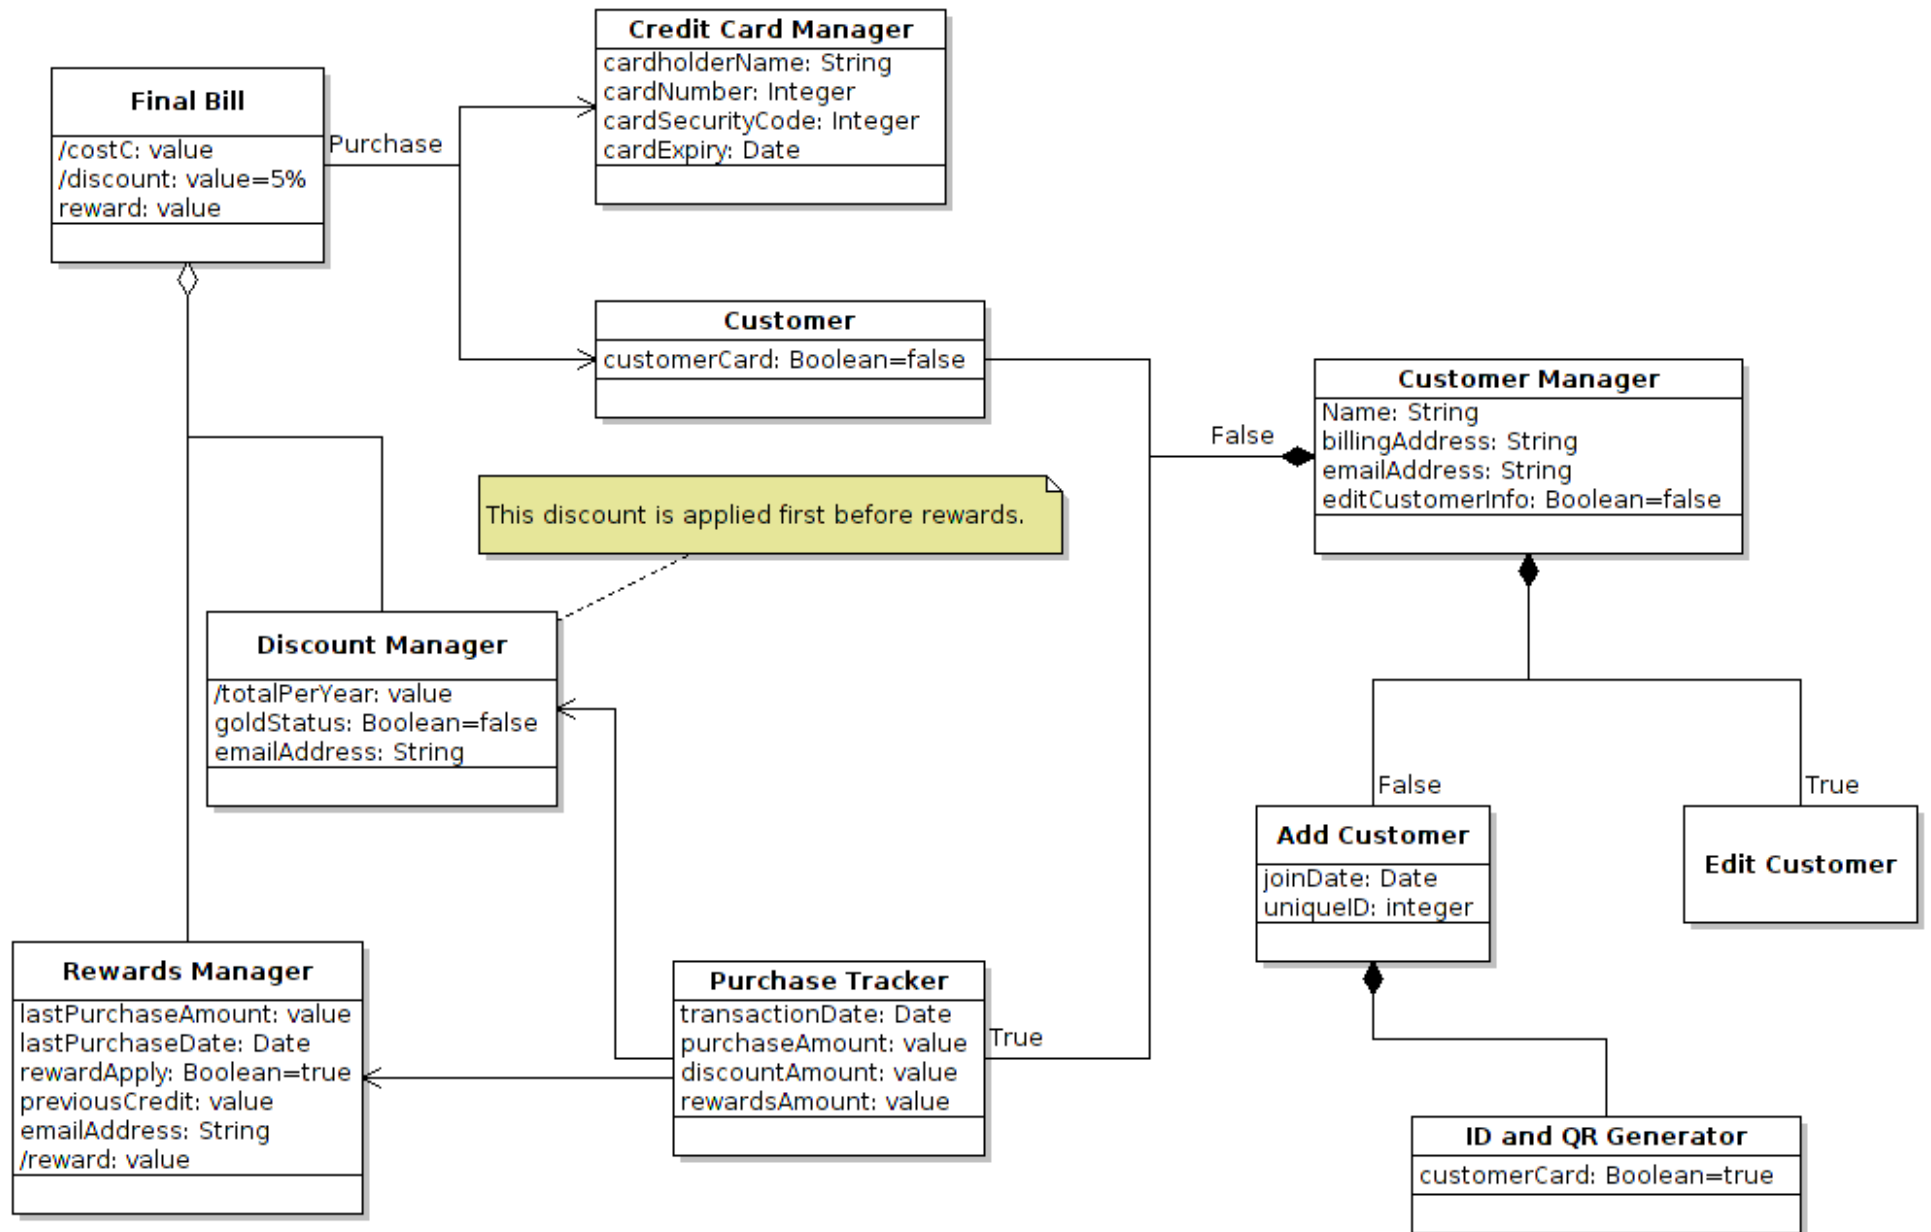 Credit Card Manager
cardholderName: String
cardNumber: Integer
cardSecurityCode: Integer
cardExpiry: Date
Final Bill
/costC: value
/discount: value=5%
reward: value
Purchase
Customer
customerCard: Boolean=false
Customer Manager
Name: String
billingAddress: String
emailAddress: String
editCustomerInfo: Boolean=false
False
This discount is applied first before rewards.
Discount Manager
/totalPerYear: value
goldStatus: Boolean=false
emailAddress: String
False
True
Add Customer
joinDate: Date
uniqueID: integer
Edit Customer
Rewards Manager
lastPurchaseAmount: value
lastPurchaseDate: Date
rewardApply: Boolean=true
previousCredit: value
emailAddress: String
/reward: value
Purchase Tracker
transactionDate: Date
purchaseAmount: value
discountAmount: value
rewardsAmount: value
True
ID and QR Generator
customerCard: Boolean=true